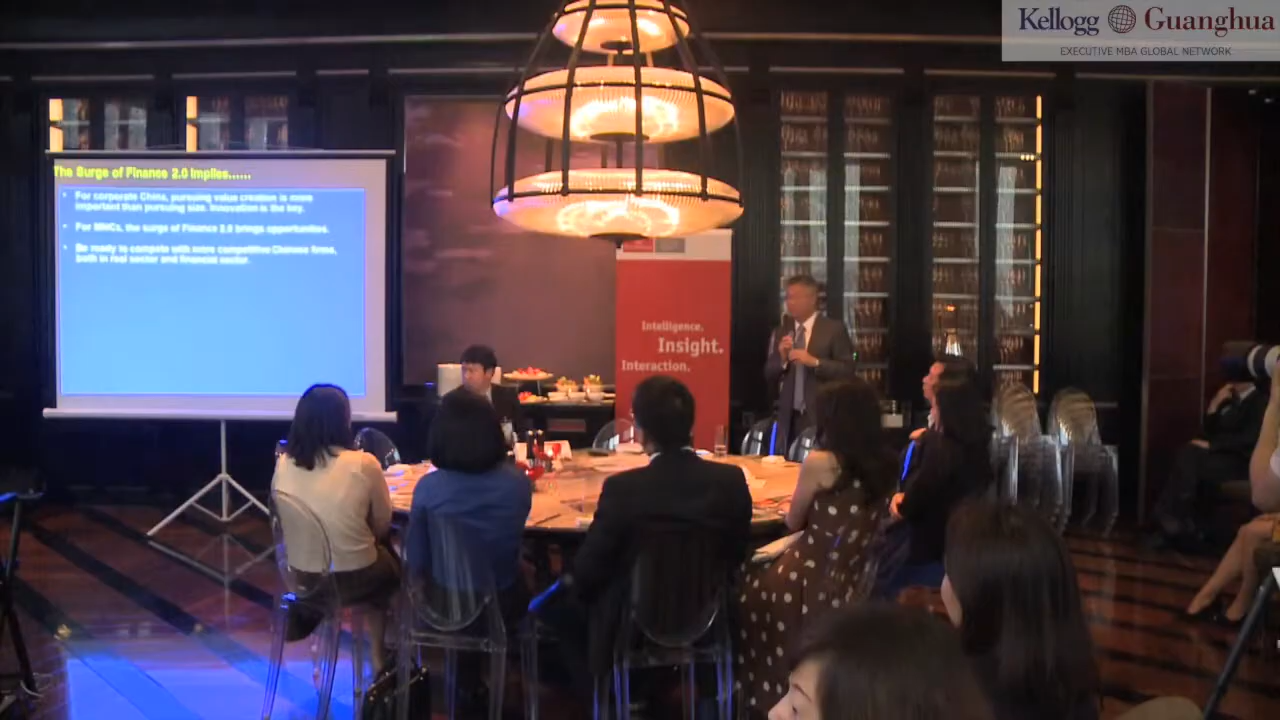 Kellogg Guanghua
EXECUTIVE MBA GLOBAL NETWORK
The Surge of Finance 2.0 Implies......
• For corporate China, pursuing value creation is more
important than pursuing size. Innovation is the key.
• For MNCs, the surge of Finance 2.0 brings opportunities.
• Be ready to compete with more competitive Chinese firms,
both in real sector and financial sector.
Intelligence.
Insight.
Interaction.